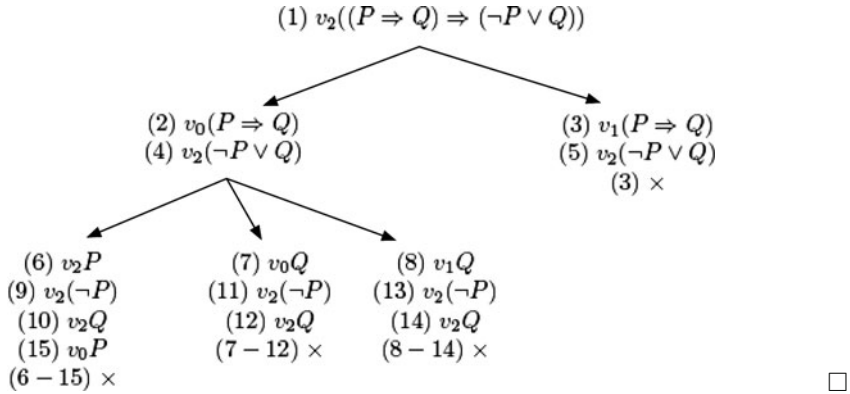 (1) v₂((P ⇒ Q) ⇒ (¬P ∨ Q))
(2) v₀(P ⇒ Q)
(4) v₂(¬P ∨ Q)
(3) v₁(P ⇒ Q)
(5) v₂(¬P ∨ Q)
(3) ×
(6) v₂P
(9) v₂(¬P)
(10) v₂Q
(15) v₀P
(6 − 15) ×
(7) v₀Q
(11) v₂(¬P)
(12) v₂Q
(7 − 12) ×
(8) v₁Q
(13) v₂(¬P)
(14) v₂Q
(8 − 14) ×
□